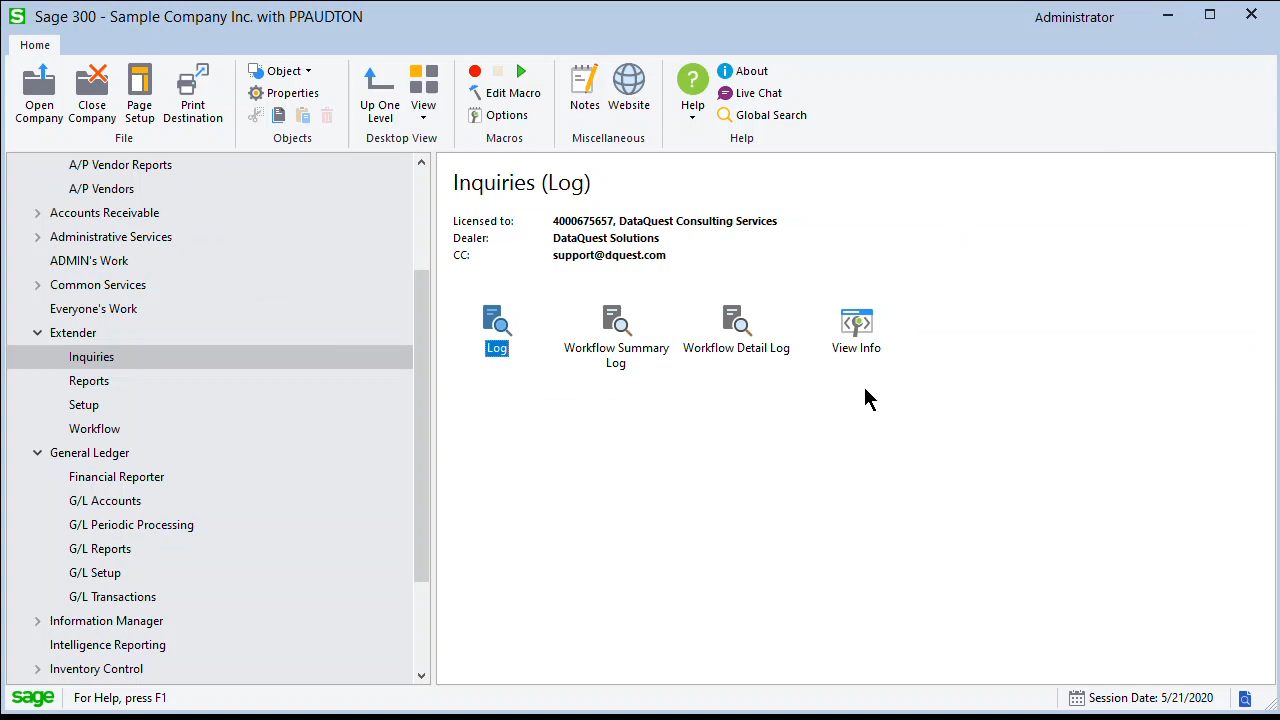 S Sage 300 - Sample Company Inc. with PPAUDTON
Administrator
Home
Open Company
Close Company
Page Setup
Print Destination
File
Object
Properties
Objects
Up One Level
View
Desktop View
Edit Macro
Options
Macros
Notes
Website
Miscellaneous
? Help
About
Live Chat
Global Search
Help
A/P Vendor Reports
A/P Vendors
Accounts Receivable
Administrative Services
ADMIN's Work
Common Services
Everyone's Work
Extender
Inquiries
Reports
Setup
Workflow
General Ledger
Financial Reporter
G/L Accounts
G/L Periodic Processing
G/L Reports
G/L Setup
G/L Transactions
Information Manager
Intelligence Reporting
Inventory Control
Inquiries (Log)
Licensed to: 4000675657, DataQuest Consulting Services
Dealer: DataQuest Solutions
CC: support@dquest.com
Log
Workflow Summary
Log
Workflow Detail Log
View Info
sage
For Help, press F1
Session Date: 5/21/2020